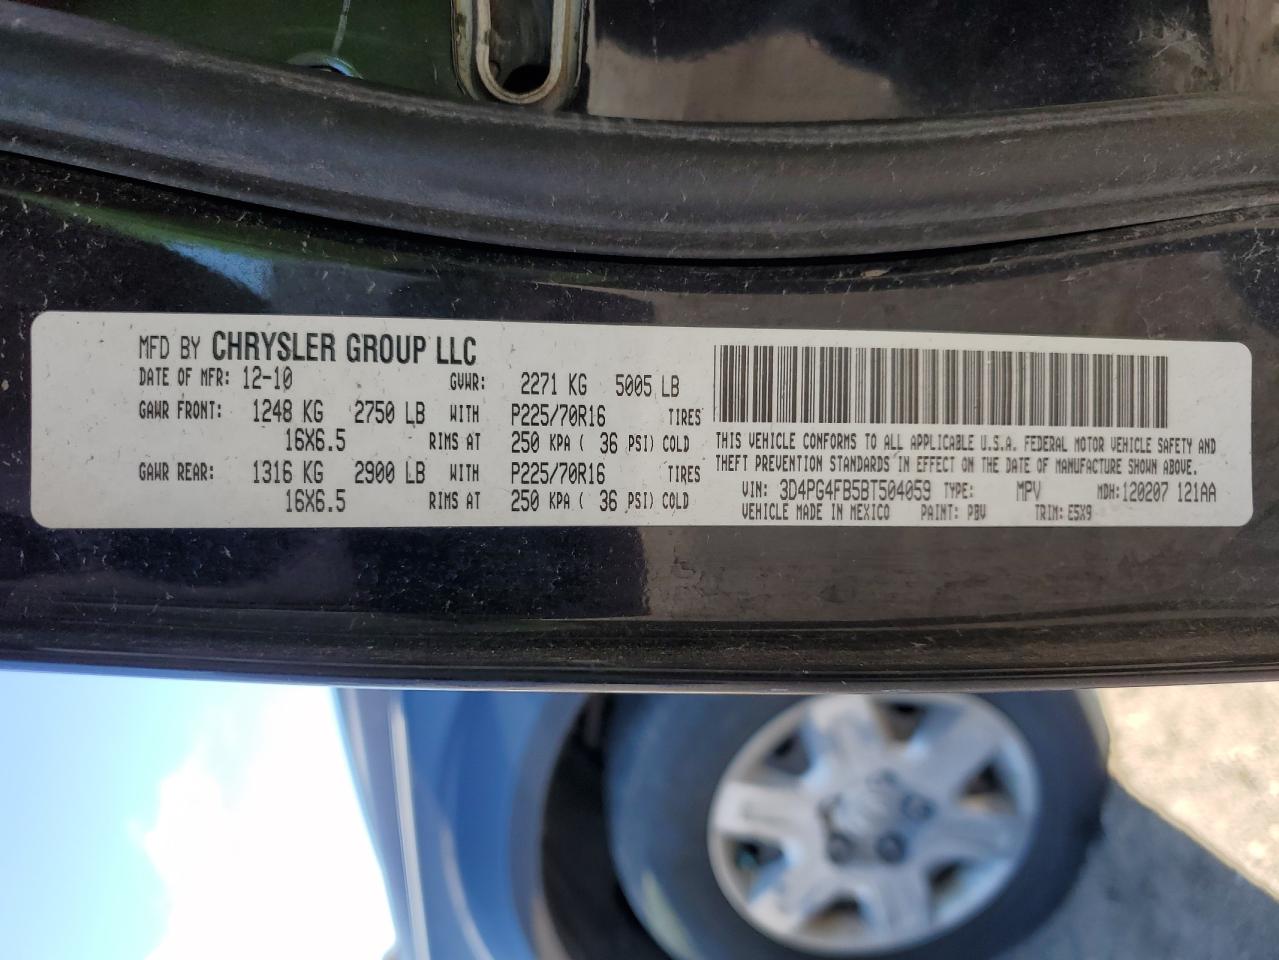 MFD BY CHRYSLER GROUP LLC
DATE OF MFR: 12-10 GVWR: 2271 KG 5005 LB
GAWR FRONT: 1248 KG 2750 LB WITH P225/70R16 TIRES
16X6.5 RIMS AT 250 KPA ( 36 PSI) COLD
GAWR REAR: 1316 KG 2900 LB WITH P225/70R16 TIRES
16X6.5 RIMS AT 250 KPA ( 36 PSI) COLD
THIS VEHICLE CONFORMS TO ALL APPLICABLE U.S.A. FEDERAL MOTOR VEHICLE SAFETY AND
THEFT PREVENTION STANDARDS IN EFFECT ON THE DATE OF MANUFACTURE SHOWN ABOVE.
VIN: 3D4PG4FB5BT504059 TYPE: MPV MDH:120207 121AA
VEHICLE MADE IN MEXICO PAINT: PBV TRIM: E5X9